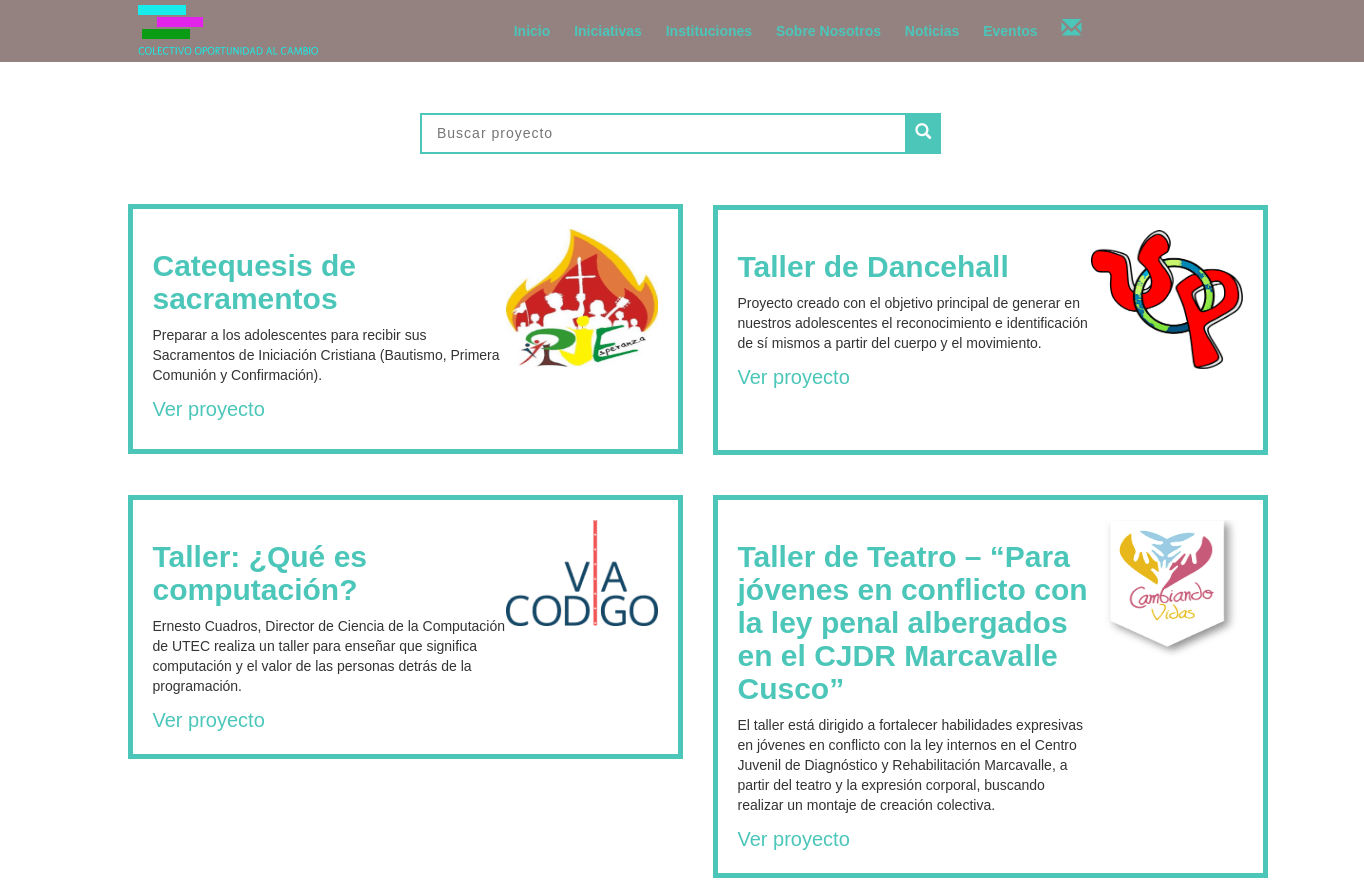 COLECTIVO OPORTUNIDAD AL CAMBIO
Inicio Iniciativas Instituciones Sobre Nosotros Noticias Eventos
Buscar proyecto
Catequesis de
sacramentos
Preparar a los adolescentes para recibir sus
Sacramentos de Iniciación Cristiana (Bautismo, Primera
Comunión y Confirmación).
Ver proyecto
PJE
speranza
Taller de Dancehall
Proyecto creado con el objetivo principal de generar en
nuestros adolescentes el reconocimiento e identificación
de sí mismos a partir del cuerpo y el movimiento.
Ver proyecto
Taller: ¿Qué es
computación?
Ernesto Cuadros, Director de Ciencia de la Computación
de UTEC realiza un taller para enseñar que significa
computación y el valor de las personas detrás de la
programación.
Ver proyecto
VIA
CODIGO
Taller de Teatro – “Para
jóvenes en conflicto con
la ley penal albergados
en el CJDR Marcavalle
Cusco”
El taller está dirigido a fortalecer habilidades expresivas
en jóvenes en conflicto con la ley internos en el Centro
Juvenil de Diagnóstico y Rehabilitación Marcavalle, a
partir del teatro y la expresión corporal, buscando
realizar un montaje de creación colectiva.
Ver proyecto
Cambiando
Vidas